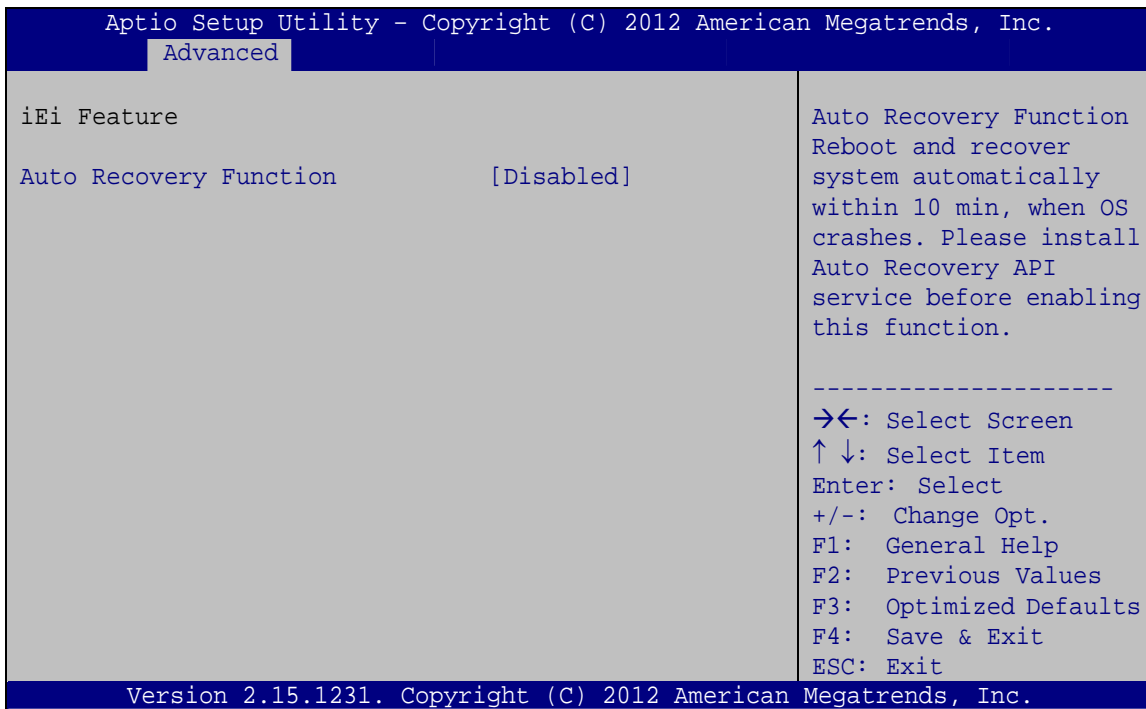 Aptio Setup Utility – Copyright (C) 2012 American Megatrends, Inc.
Advanced
iEi Feature
Auto Recovery Function [Disabled]
Auto Recovery Function
Reboot and recover
system automatically
within 10 min, when OS
crashes. Please install
Auto Recovery API
service before enabling
this function.
---------------------
→←: Select Screen
↑ ↓: Select Item
Enter: Select
+/-: Change Opt.
F1: General Help
F2: Previous Values
F3: Optimized Defaults
F4: Save & Exit
ESC: Exit
Version 2.15.1231. Copyright (C) 2012 American Megatrends, Inc.